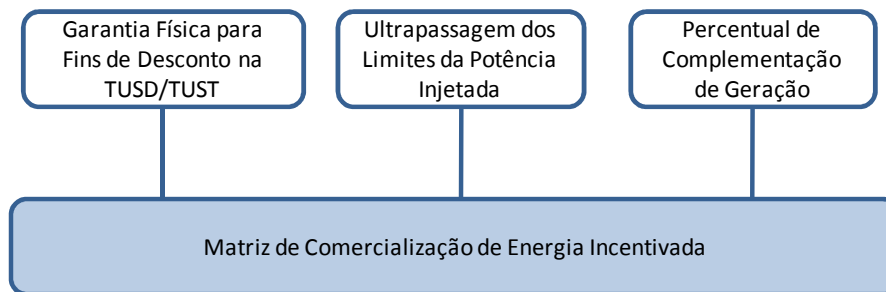 Garantia Física para
Fins de Desconto na
TUSD/TUST
Ultrapassagem dos
Limites da Potência
Injetada
Percentual de
Complementação
de Geração
Matriz de Comercialização de Energia Incentivada